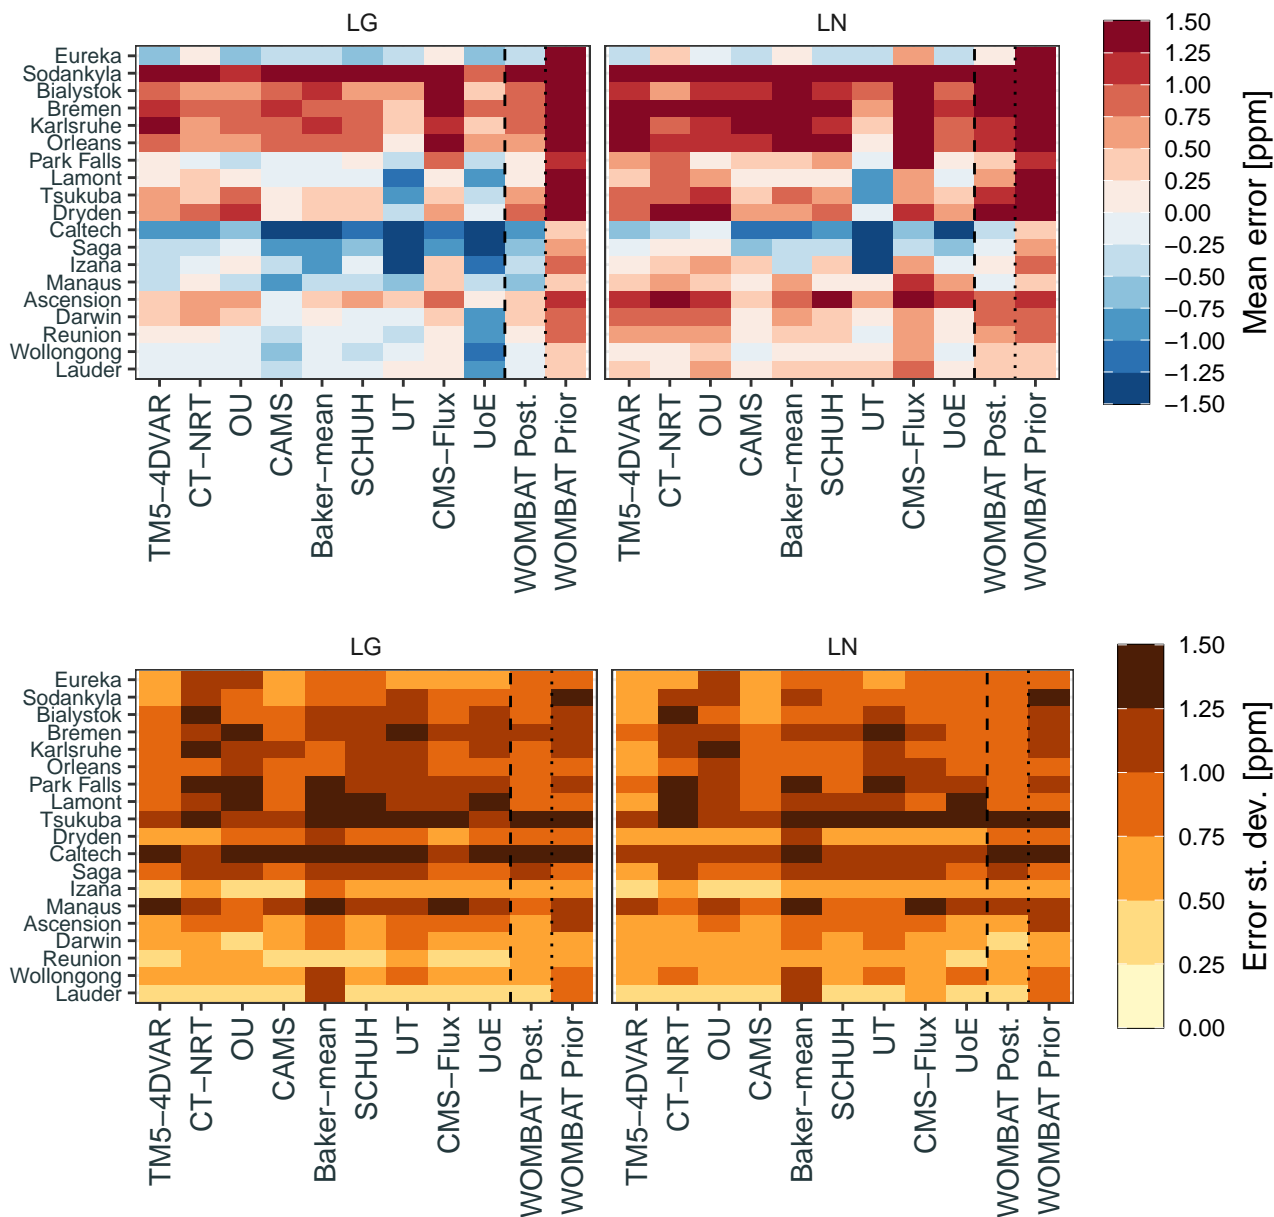 LG
LN
Eureka
Sodankyla
Bialystok
Bremen
Karlsruhe
Orleans
Park Falls
Lamont
Tsukuba
Dryden
Caltech
Saga
Izana
Manaus
Ascension
Darwin
Reunion
Wollongong
Lauder
TM5−4DVAR
CT−NRT
OU
CAMS
Baker−mean
SCHUH
UT
CMS−Flux
UoE
WOMBAT Post.
WOMBAT Prior
TM5−4DVAR
CT−NRT
OU
CAMS
Baker−mean
SCHUH
UT
CMS−Flux
UoE
WOMBAT Post.
WOMBAT Prior
1.50
1.25
1.00
0.75
0.50
0.25
0.00
−0.25
−0.50
−0.75
−1.00
−1.25
−1.50
Mean error [ppm]
LG
LN
Eureka
Sodankyla
Bialystok
Bremen
Karlsruhe
Orleans
Park Falls
Lamont
Tsukuba
Dryden
Caltech
Saga
Izana
Manaus
Ascension
Darwin
Reunion
Wollongong
Lauder
TM5−4DVAR
CT−NRT
OU
CAMS
Baker−mean
SCHUH
UT
CMS−Flux
UoE
WOMBAT Post.
WOMBAT Prior
TM5−4DVAR
CT−NRT
OU
CAMS
Baker−mean
SCHUH
UT
CMS−Flux
UoE
WOMBAT Post.
WOMBAT Prior
1.50
1.25
1.00
0.75
0.50
0.25
0.00
Error st. dev. [ppm]